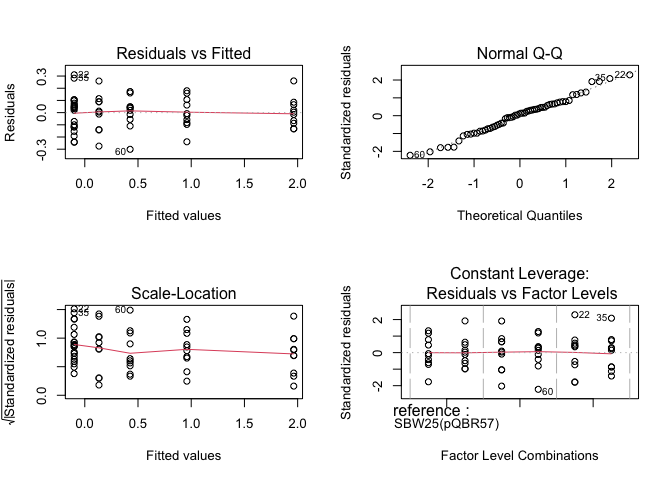 Residuals vs Fitted
Residuals
0.3
0.0
-0.3
22
35
60
0.0 0.5 1.0 1.5 2.0
Fitted values
Normal Q-Q
Standardized residuals
2
0
-2
35
22
60
-2 -1 0 1 2
Theoretical Quantiles
Scale-Location
√|Standardized residuals|
1.0
0.0
22
35
60
0.0 0.5 1.0 1.5 2.0
Fitted values
Constant Leverage:
Residuals vs Factor Levels
Standardized residuals
2
0
-2
22
35
60
reference :
SBW25(pQBR57)
Factor Level Combinations